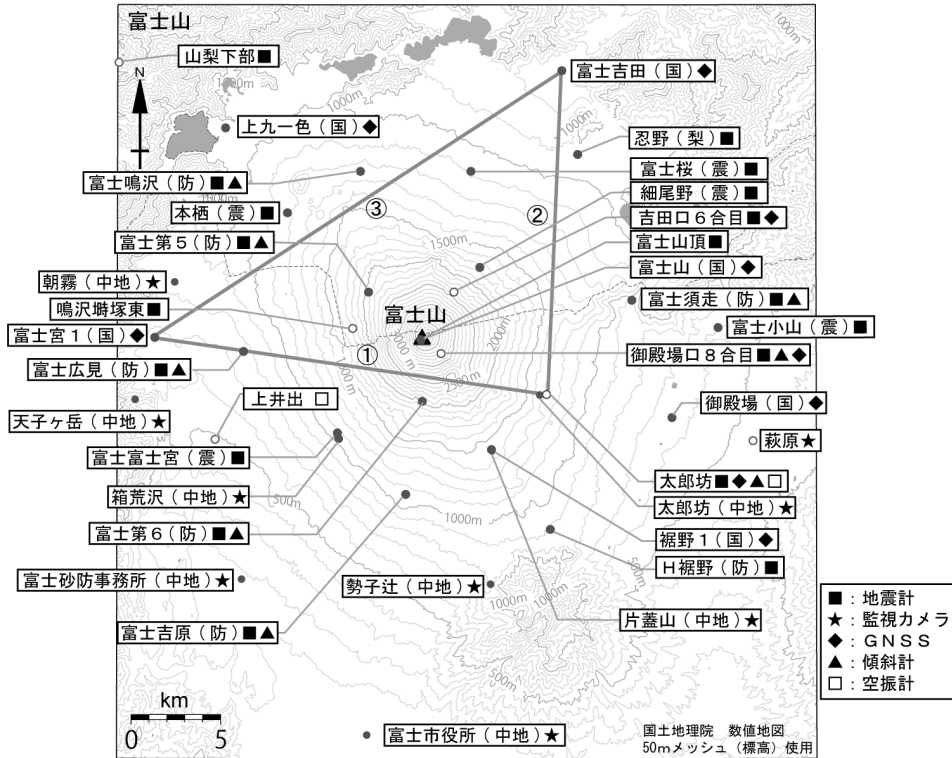 富士山
山梨下部■
N
1000m
1000m
1000m
富士吉田(国)◆
上九一色(国)◆
1000m
忍野(梨)■
富士鳴沢(防)■▲
富士桜(震)■
細尾野(震)■
本栖(震)■
③
②
吉田口6合目■◆
富士第5(防)■▲
1500m
富士山頂■
富士山(国)◆
朝霧(中地)★
富士須走(防)■▲
鳴沢塒塚東■
富士山
2000m
富士小山(震)■
富士宮1(国)◆
①
御殿場口8合目■▲◆
富士広見(防)■▲
2500m
天子ヶ岳(中地)★
上井出 □
御殿場(国)◆
萩原★
富士富士宮(震)■
太郎坊■◆▲□
箱荒沢(中地)★
500m
太郎坊(中地)★
1000m
富士第6(防)■▲
裾野1(国)◆
H裾野(防)■
富士砂防事務所(中地)★
勢子辻(中地)★
1000m
1000m
富士吉原(防)■▲
片蓋山(中地)★
500m
■:地震計
★:監視カメラ
◆:GNSS
▲:傾斜計
□:空振計
km
0 5
富士市役所(中地)★
国土地理院 数値地図
50mメッシュ(標高)使用